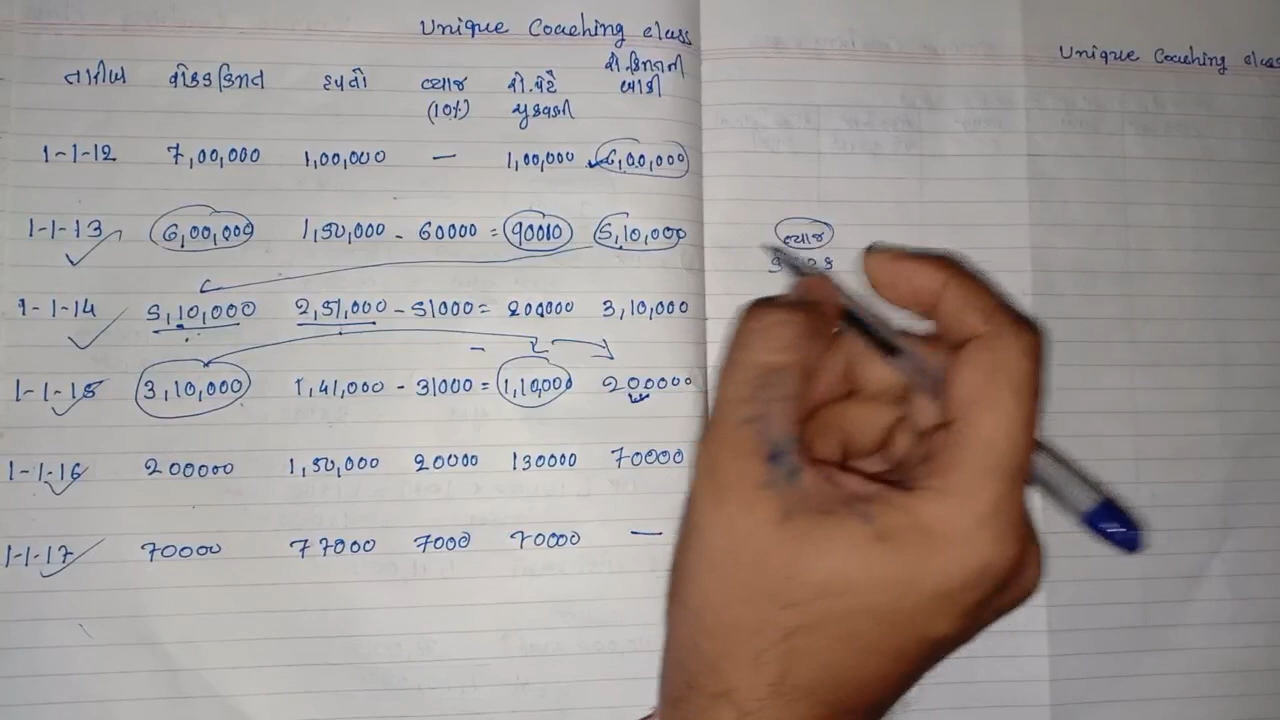 Unique Coaching class
Unique Coaching class
તારીખ રોકડકિંમત હપતો વ્યાજ રો.પેટે રો.કિંમતની
(10%) ચુકવણી બાકી
1-1-12 7,00,000 1,00,000 — 1,00,000 6,00,000
1-1-13 6,00,000 1,50,000 - 60000 = 90000 5,10,000
વ્યાજ
1-1-14 5,10,000 2,51,000 - 51000 = 200000 3,10,000
1-1-15 3,10,000 1,41,000 - 31000 = 1,10,000 200000
1-1-16 200000 1,50,000 20000 130000 70000
1-1-17 70000 77000 7000 70000 —